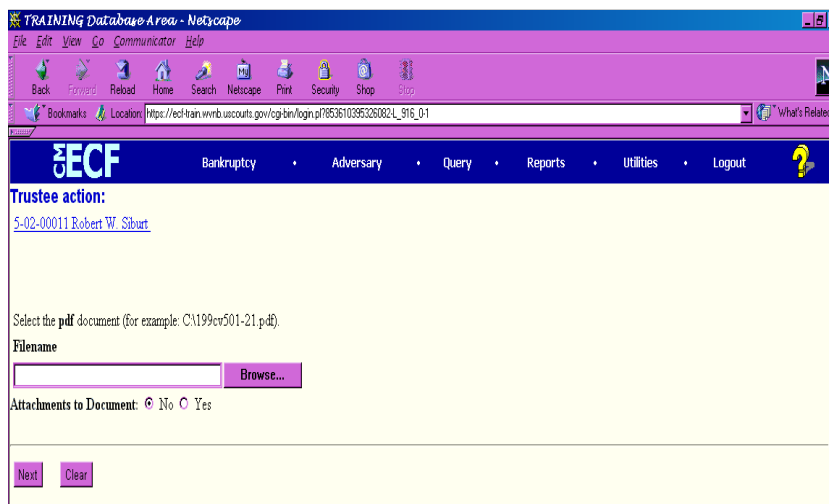 TRAINING Database Area - Netscape
File Edit View Go Communicator Help
Back Forward Reload Home Search Netscape Print Security Shop Stop
Bookmarks Location: https://ecf-train.wvnb.uscourts.gov/cgi-bin/login.pl?853610395326082-L_916_0-1 What's Related
CM ECF Bankruptcy • Adversary • Query • Reports • Utilities • Logout ?
Trustee action:
5-02-00011 Robert W. Siburt
Select the pdf document (for example: C:\199cv501-21.pdf).
Filename
Browse...
Attachments to Document: No Yes
Next Clear